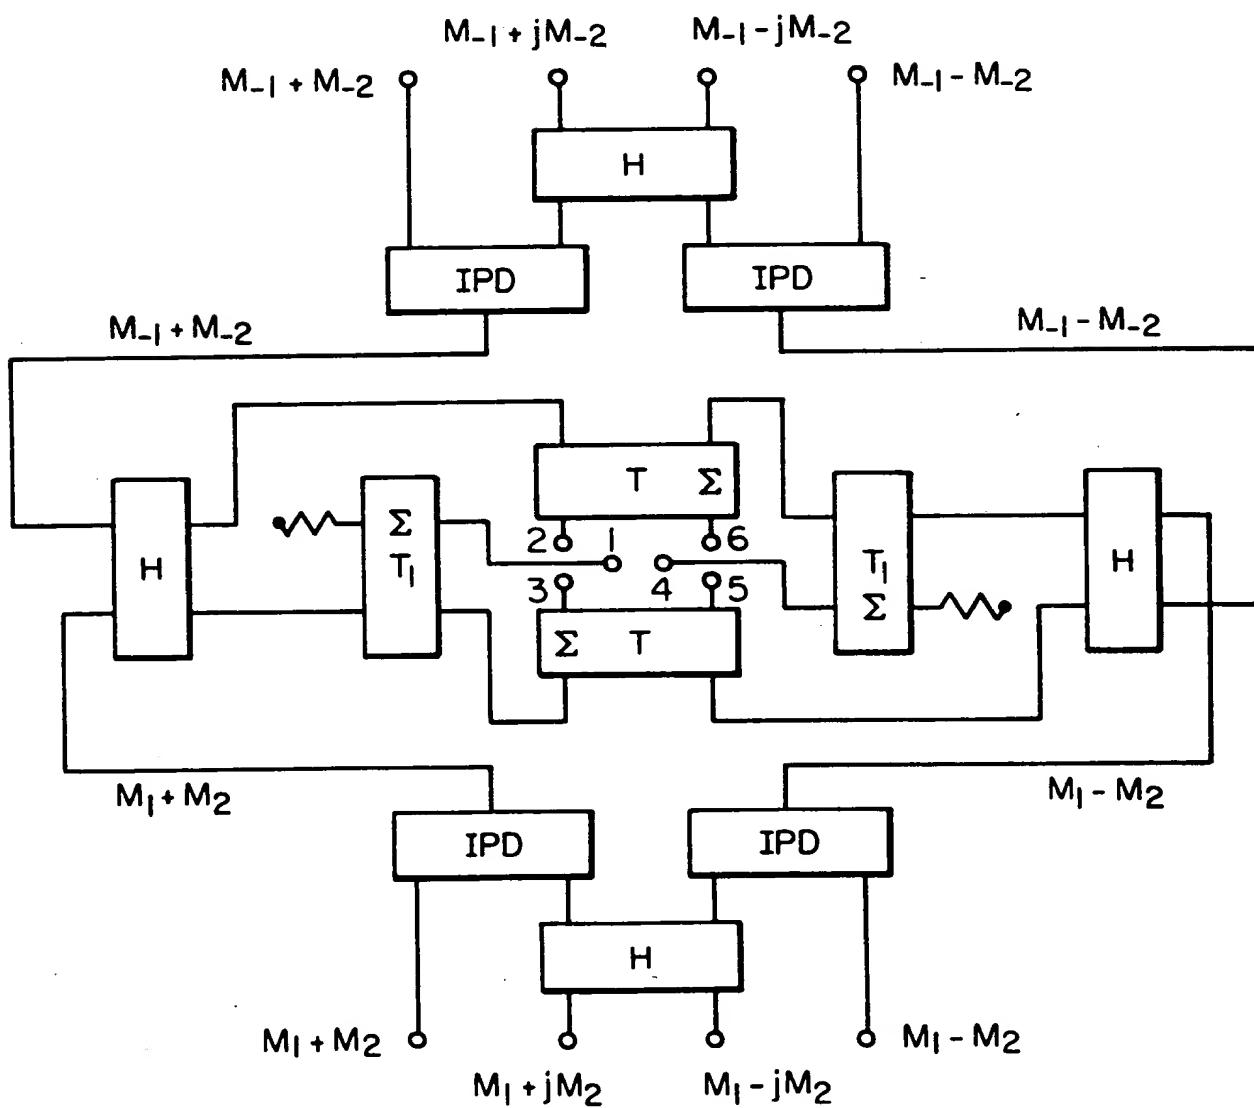 M₋₁ + jM₋₂
M₋₁ - jM₋₂
M₋₁ + M₋₂
M₋₁ - M₋₂
H
IPD
IPD
M₋₁ + M₋₂
M₋₁ - M₋₂
T Σ
Σ
T₁
2
1
6
H
T₁
Σ
H
3
4
5
Σ T
M₁ + M₂
M₁ - M₂
IPD
IPD
H
M₁ + M₂
M₁ - M₂
M₁ + jM₂
M₁ - jM₂